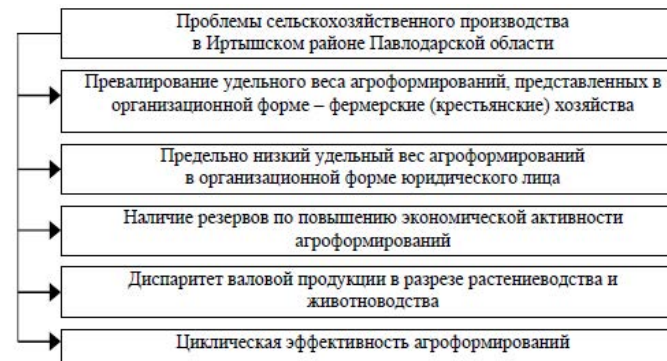 Проблемы сельскохозяйственного производства
в Иртышском районе Павлодарской области
Превалирование удельного веса агроформирований, представленных в
организационной форме – фермерские (крестьянские) хозяйства
Предельно низкий удельный вес агроформирований
в организационной форме юридического лица
Наличие резервов по повышению экономической активности
агроформирований
Диспаритет валовой продукции в разрезе растениеводства и
животноводства
Циклическая эффективность агроформирований